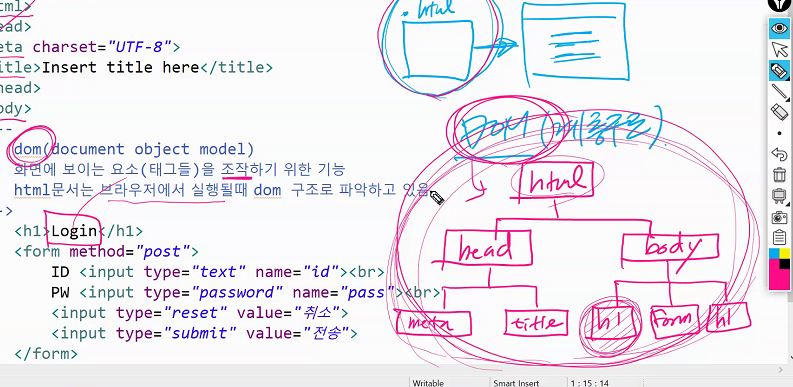 html>
ead>
eta charset="UTF-8">
itle>Insert title here</title>
head>
ody>
--
dom(document object model)
화면에 보이는 요소(태그들)을 조작하기 위한 기능
html문서는 브라우저에서 실행될때 dom 구조로 파악하고 있음
->
<h1>Login</h1>
<form method="post">
ID <input type="text" name="id"><br>
PW <input type="password" name="pass"><br>
<input type="reset" value="취소">
<input type="submit" value="전송">
</form>
.html
DOM (계층구조).
html
head body
meta title h1 Form h1
Writable Smart Insert 1 : 15 : 14